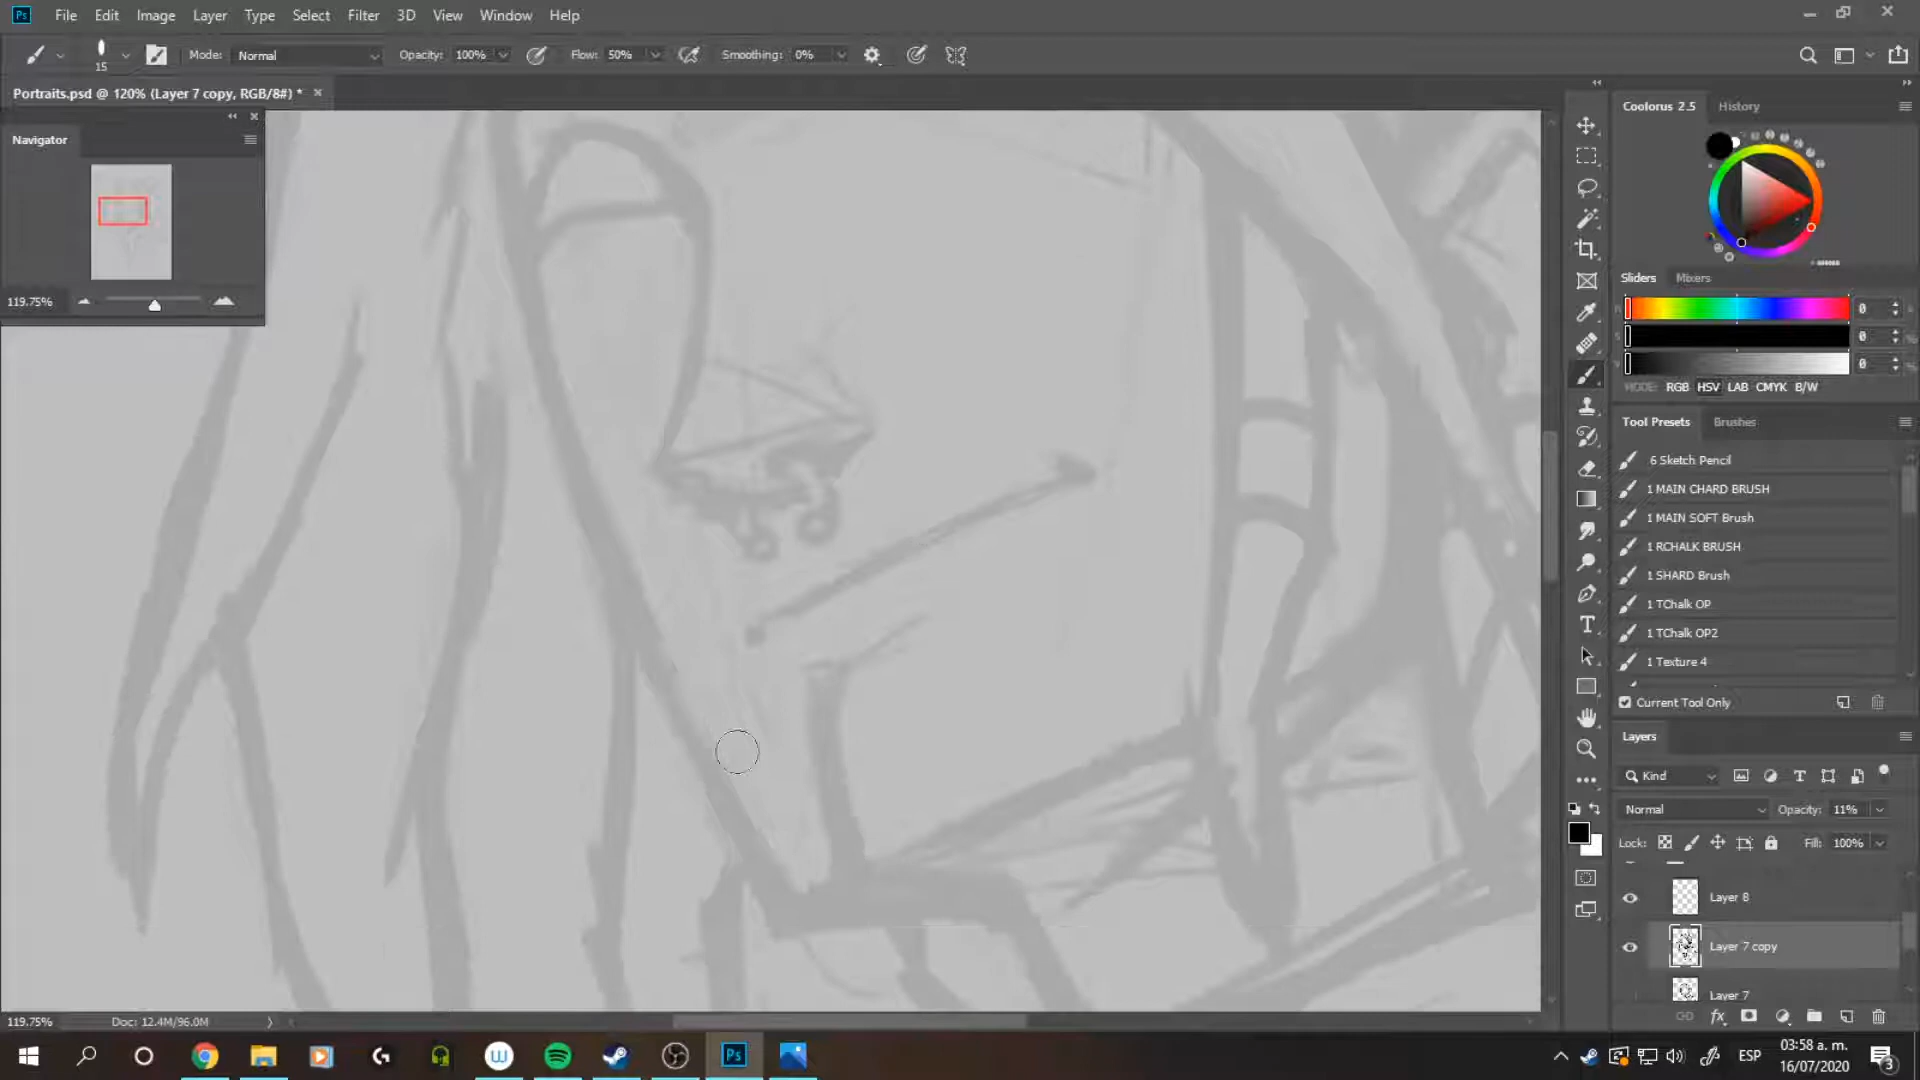 Ps File Edit Image Layer Type Select Filter 3D View Window Help
15 Mode: Normal Opacity: 100% Flow: 50% Smoothing: 0%
Portraits.psd @ 120% (Layer 7 copy, RGB/8#) *
Navigator
119.75%
Coolorus 2.5 History
Sliders Mixers
0
0
0
MODE: RGB HSV LAB CMYK B/W
Tool Presets Brushes
6 Sketch Pencil
1 MAIN CHARD BRUSH
1 MAIN SOFT Brush
1 RCHALK BRUSH
1 SHARD Brush
1 TChalk OP
1 TChalk OP2
1 Texture 4
Current Tool Only
Layers
Kind
Normal Opacity: 11%
Lock: Fill: 100%
Layer 8
Layer 7 copy
Layer 7
119.75% Doc: 12.4M/96.0M
ESP
03:58 a. m.
16/07/2020
3